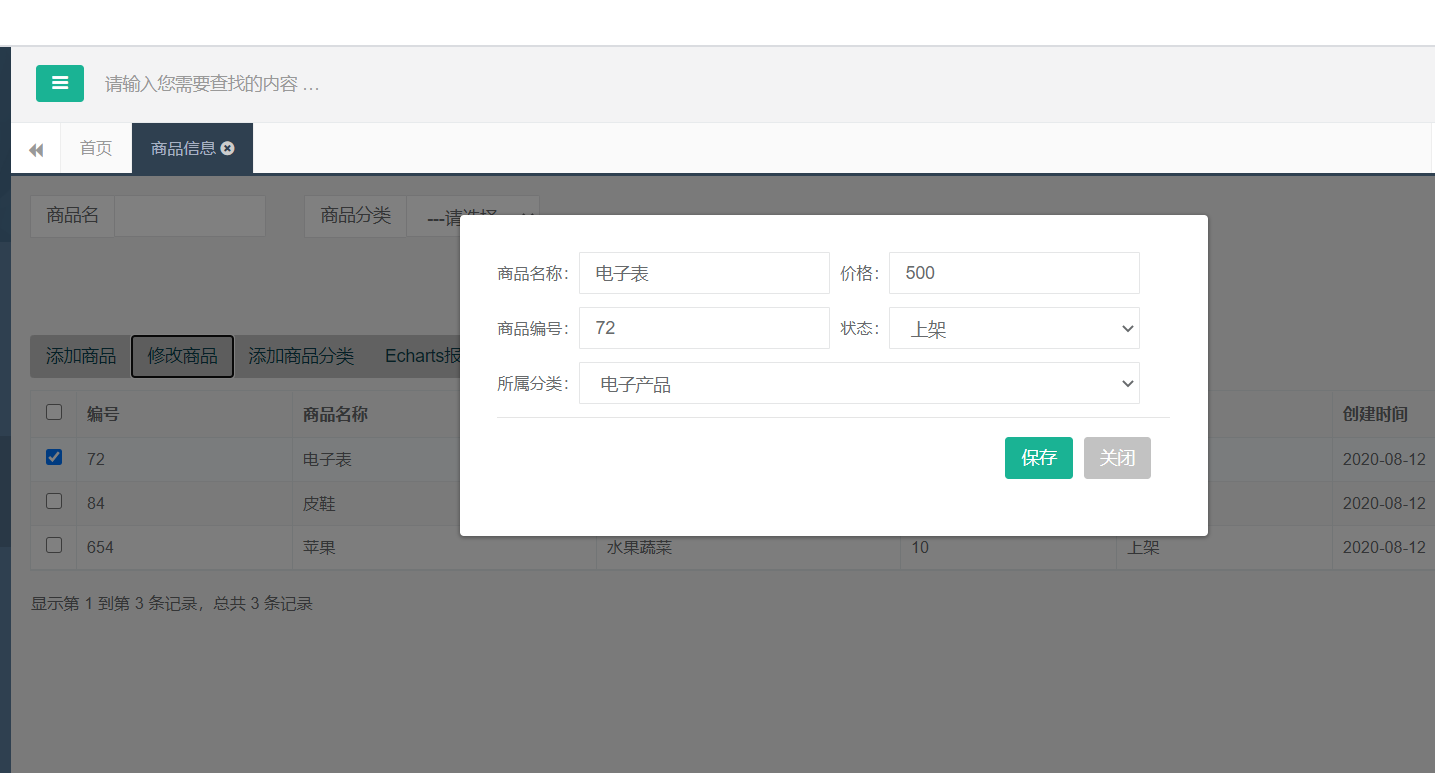 请输入您需要查找的内容 …
首页 商品信息
商品名 商品分类 ---请选择
商品名称： 电子表 价格： 500
商品编号： 72 状态： 上架
所属分类： 电子产品
保存 关闭
添加商品 修改商品 添加商品分类 Echarts报
编号 商品名称 创建时间
72 电子表 2020-08-12
84 皮鞋 2020-08-12
654 苹果 水果蔬菜 10 上架 2020-08-12
显示第 1 到第 3 条记录，总共 3 条记录